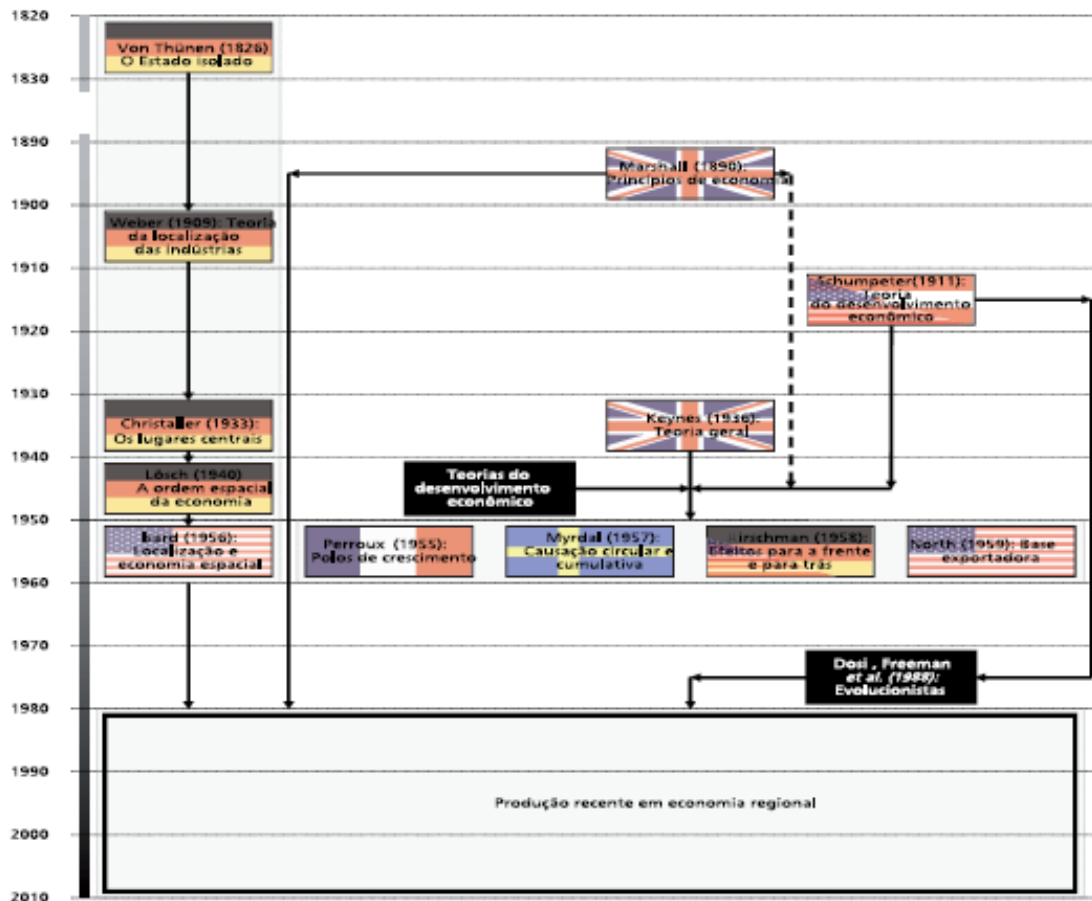 1820
Von Thünen (1826)
O Estado isolado
1830
1890
Marshall (1890):
Princípios de economia
1900
Weber (1909): Teoria
da localização
das indústrias
1910
Schumpeter(1911):
Teoria
do desenvolvimento
econômico
1920
1930
Christaller (1933):
Os lugares centrais
Keynes (1936):
Teoria geral
1940
Lösch (1940)
A ordem espacial
da economia
Teorias do
desenvolvimento
econômico
1950
Isard (1956):
Localização e
economia espacial
Perroux (1955):
Polos de crescimento
Myrdal (1957):
Causação circular e
cumulativa
Hirschman (1958):
Efeitos para a frente
e para trás
North (1959): Base
exportadora
1960
1970
Dosi , Freeman
et al. (1988):
Evolucionistas
1980
1990
Produção recente em economia regional
2000
2010